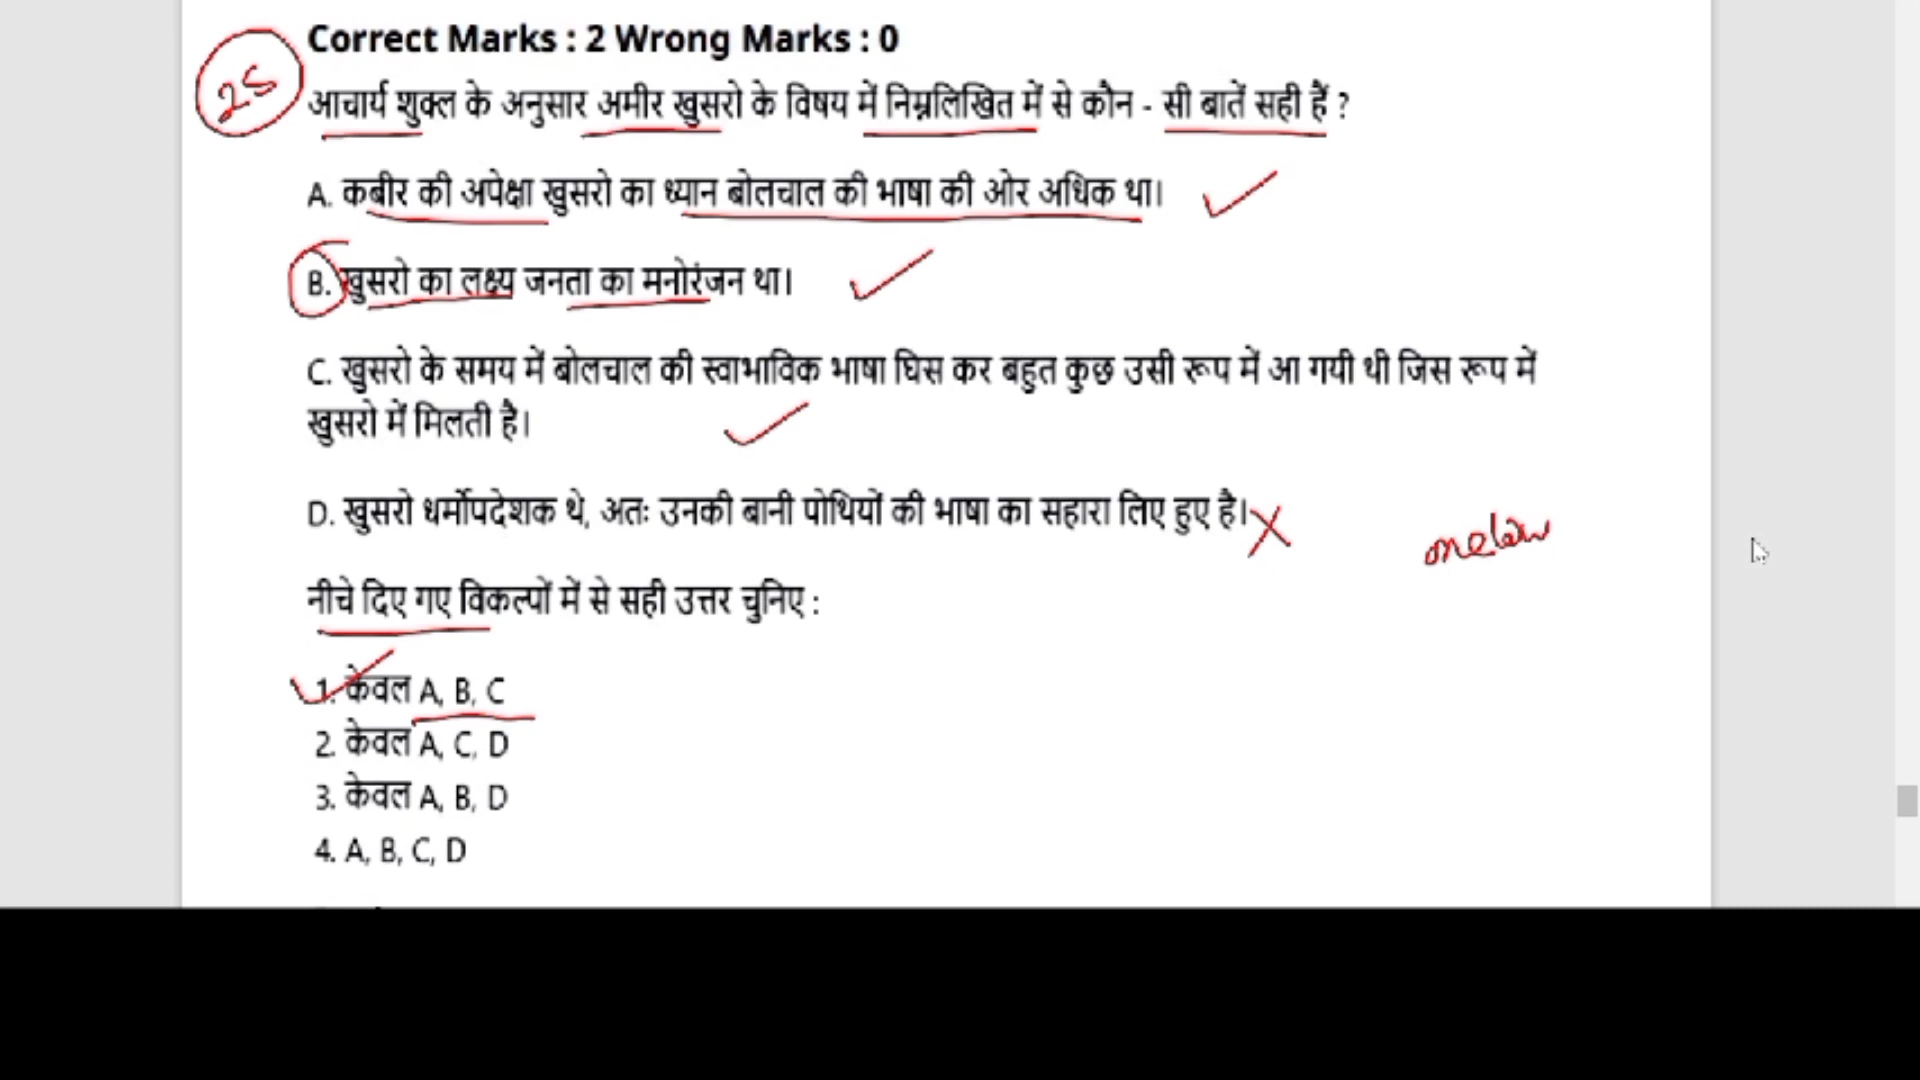 Correct Marks : 2 Wrong Marks : 0
25
आचार्य शुक्ल के अनुसार अमीर खुसरो के विषय में निम्नलिखित में से कौन - सी बातें सही हैं ?
A. कबीर की अपेक्षा खुसरो का ध्यान बोलचाल की भाषा की ओर अधिक था।
B. खुसरो का लक्ष्य जनता का मनोरंजन था।
C. खुसरो के समय में बोलचाल की स्वाभाविक भाषा घिस कर बहुत कुछ उसी रूप में आ गयी थी जिस रूप में
खुसरो में मिलती है।
D. खुसरो धर्मोपदेशक थे, अतः उनकी बानी पोथियों की भाषा का सहारा लिए हुए है।
नीचे दिए गए विकल्पों में से सही उत्तर चुनिए :
1. केवल A, B, C
2. केवल A, C, D
3. केवल A, B, D
4. A, B, C, D